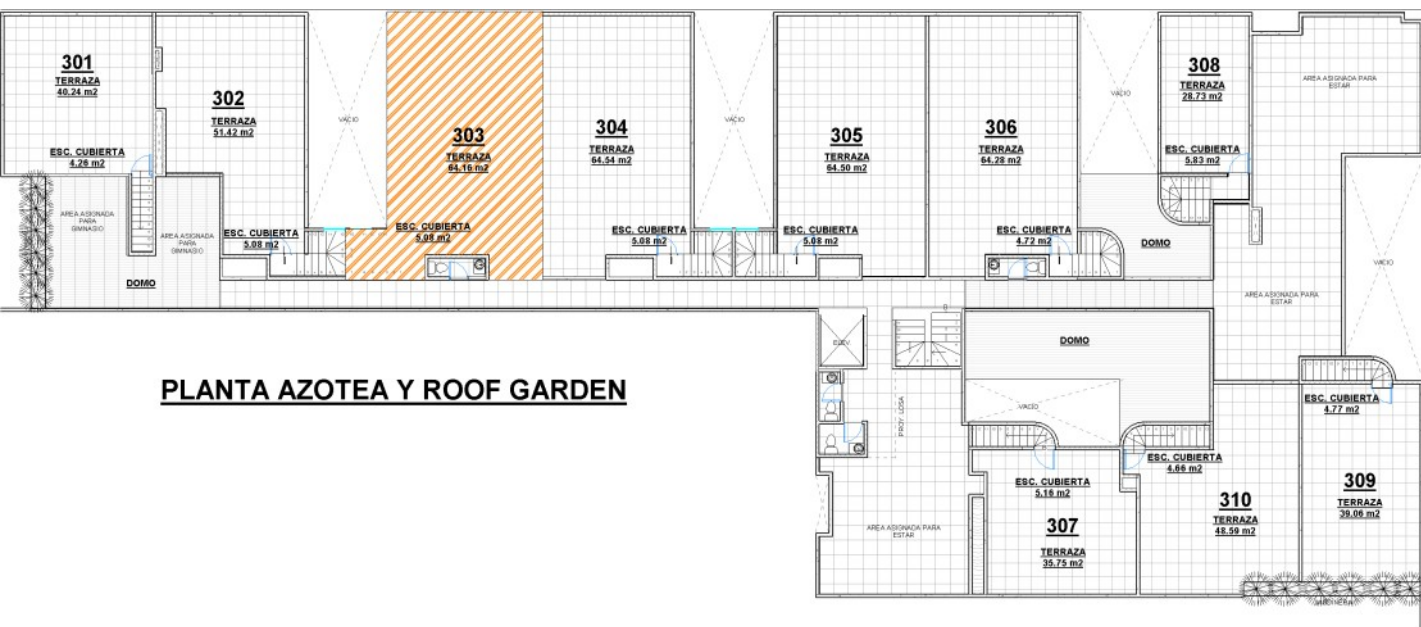 301
TERRAZA
40.24 m2
ESC. CUBIERTA
4.26 m2
302
TERRAZA
51.42 m2
ESC. CUBIERTA
5.08 m2
VACIO
303
TERRAZA
64.16 m2
ESC. CUBIERTA
5.08 m2
304
TERRAZA
64.54 m2
ESC. CUBIERTA
5.08 m2
VACIO
305
TERRAZA
64.50 m2
ESC. CUBIERTA
5.08 m2
306
TERRAZA
64.28 m2
ESC. CUBIERTA
4.72 m2
VACIO
308
TERRAZA
28.73 m2
ESC. CUBIERTA
5.83 m2
AREA ASIGNADA PARA
ESTAR
AREA ASIGNADA
PARA
GIMNASIO
AREA ASIGNADA
PARA
GIMNASIO
DOMO
DOMO
VACIO
AREA ASIGNADA PARA
ESTAR
ELEV
DOMO
PLANTA AZOTEA Y ROOF GARDEN
VACIO
PROY. LOSA
ESC. CUBIERTA
4.77 m2
ESC. CUBIERTA
4.66 m2
ESC. CUBIERTA
5.16 m2
309
TERRAZA
39.06 m2
310
TERRAZA
48.59 m2
307
TERRAZA
35.75 m2
AREA ASIGNADA PARA
ESTAR